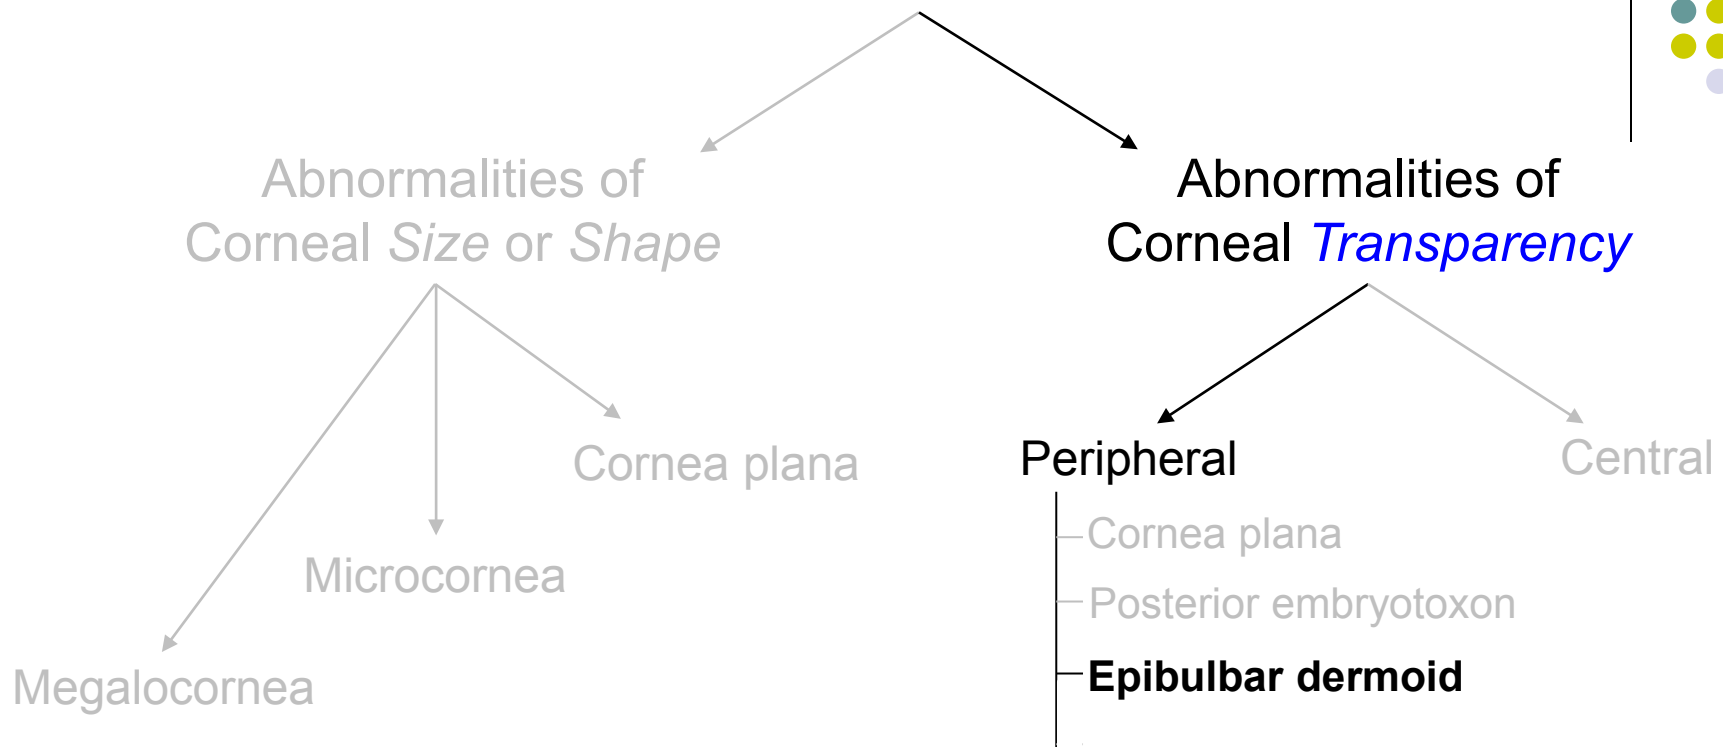 Abnormalities of
Corneal Size or Shape
Abnormalities of
Corneal Transparency
Cornea plana
Microcornea
Megalocornea
Peripheral
Central
Cornea plana
Posterior embryotoxon
Epibulbar dermoid